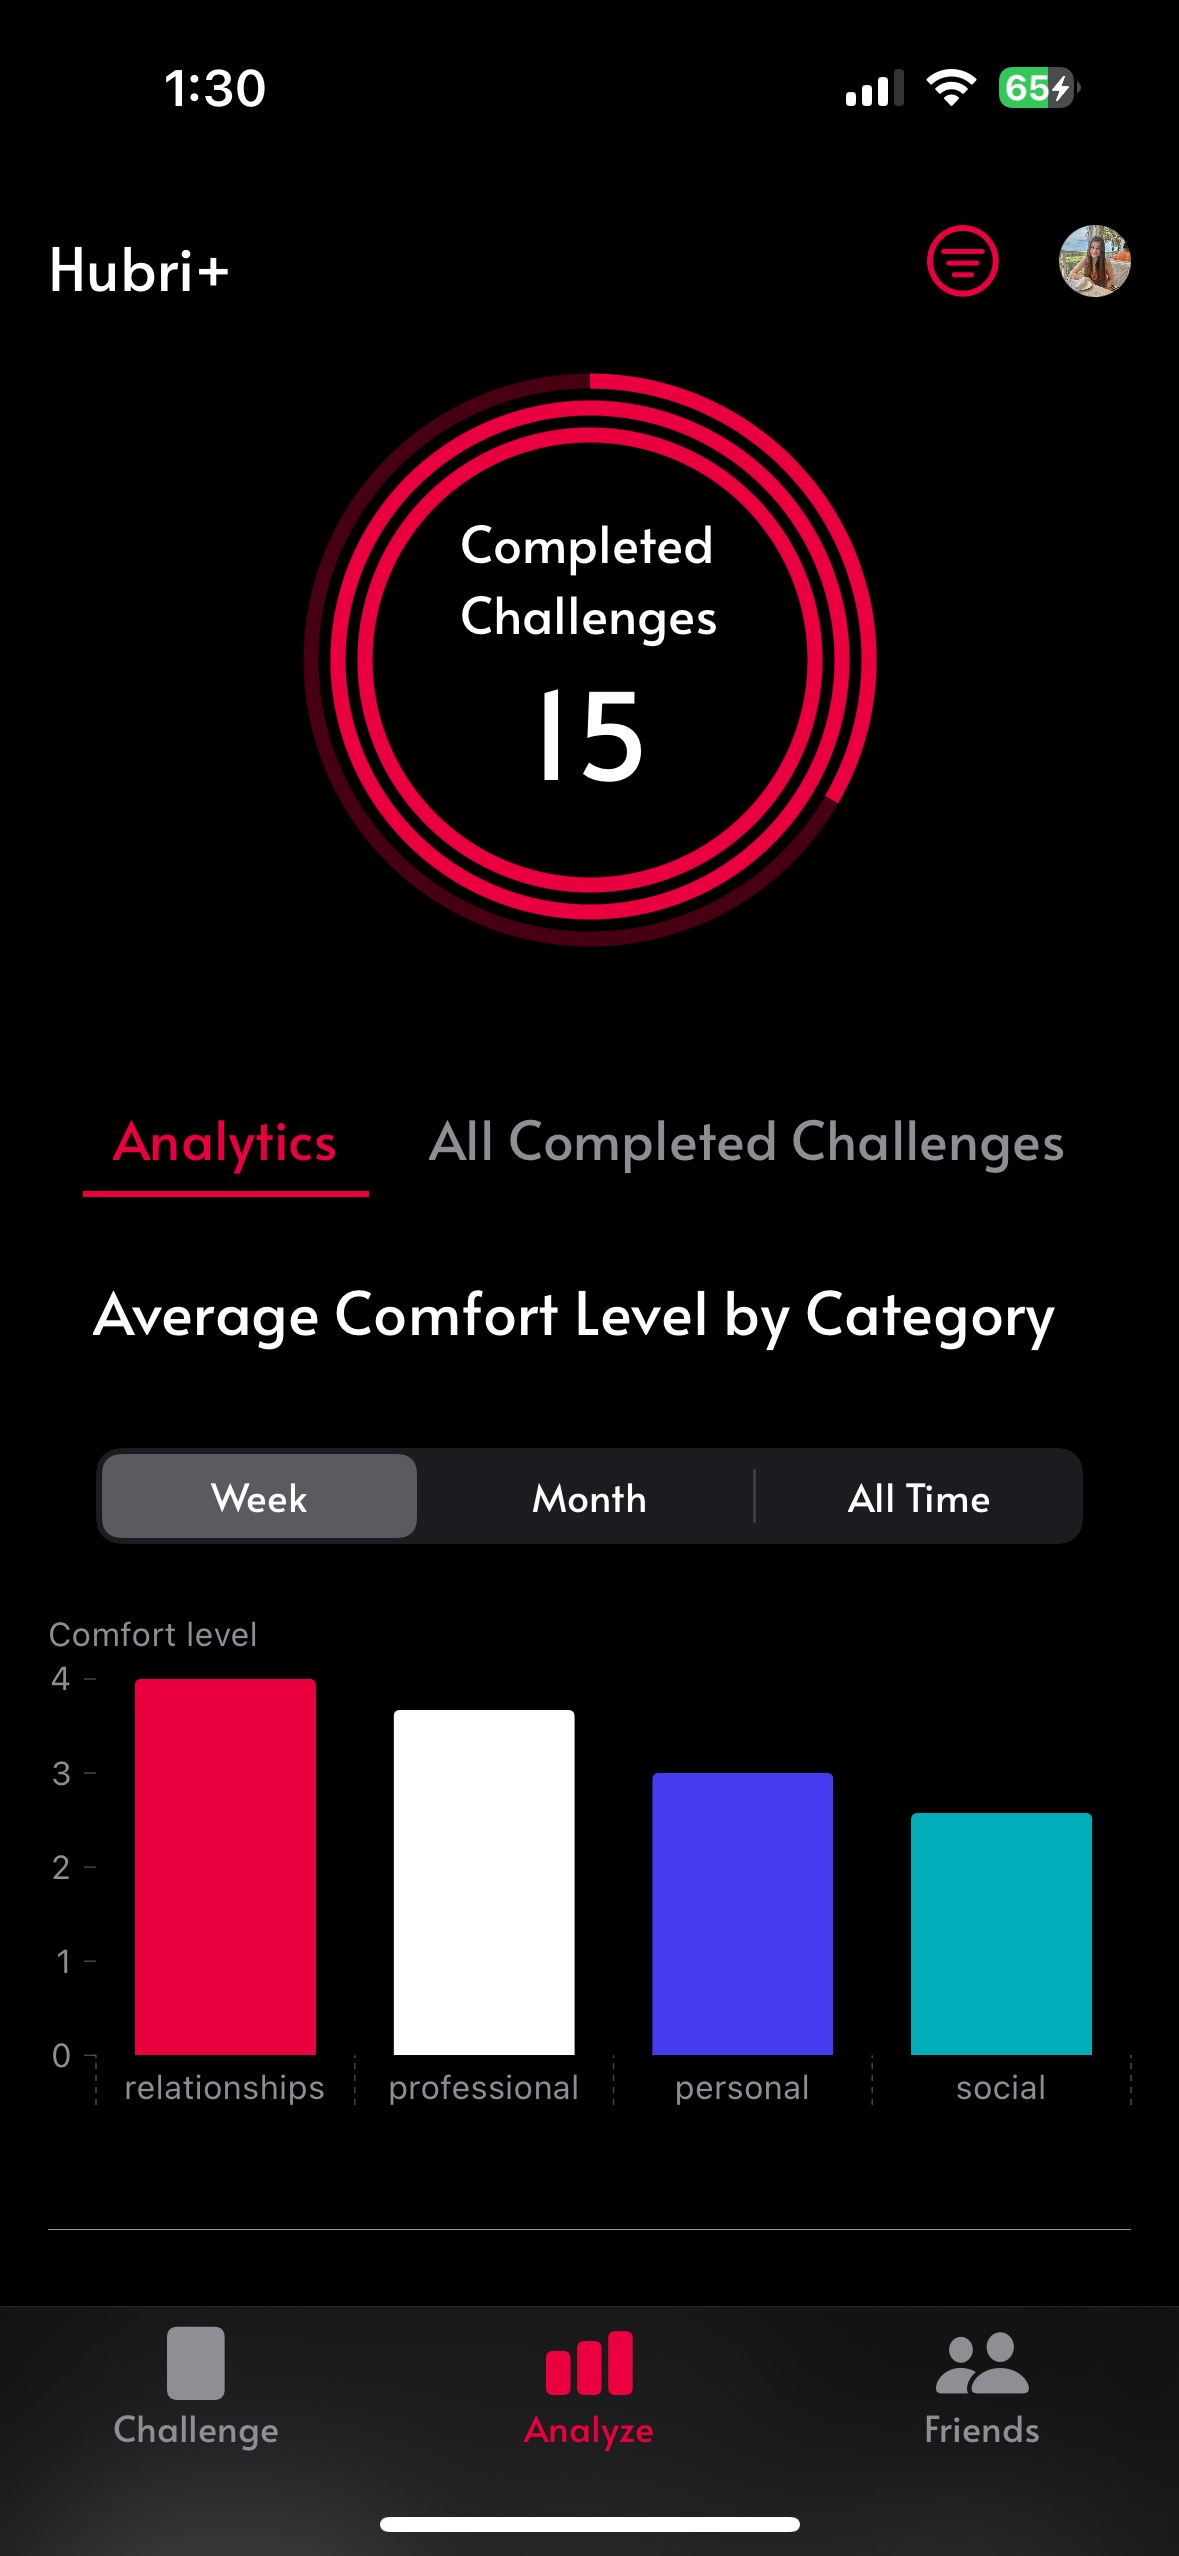 1:30
65
Hubri+
Completed
Challenges
15
Analytics
All Completed Challenges
Average Comfort Level by Category
Week
Month
All Time
Comfort level
4
3
2
1
0
relationships
professional
personal
social
Challenge
Analyze
Friends